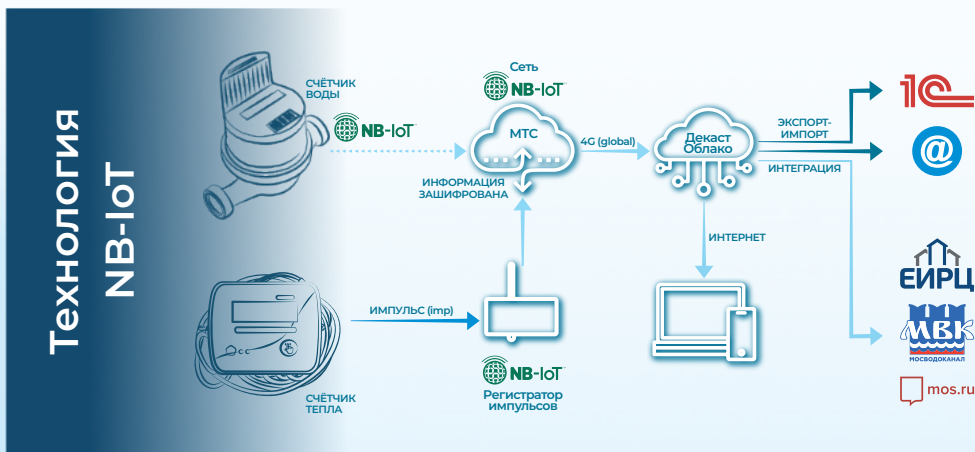 Технология
NB-IoT
СЧЁТЧИК
ВОДЫ
NB-IoT
Сеть
NB-IoT
МТС
ИНФОРМАЦИЯ
ЗАШИФРОВАНА
4G (global)
Декаст
Облако
ЭКСПОРТ-
ИМПОРТ
ИНТЕГРАЦИЯ
1С
@
ИНТЕРНЕТ
ЕИРЦ
МВК
МОСВОДОКАНАЛ
mos.ru
ИМПУЛЬС (imp)
NB-IoT
Регистратор
импульсов
СЧЁТЧИК
ТЕПЛА